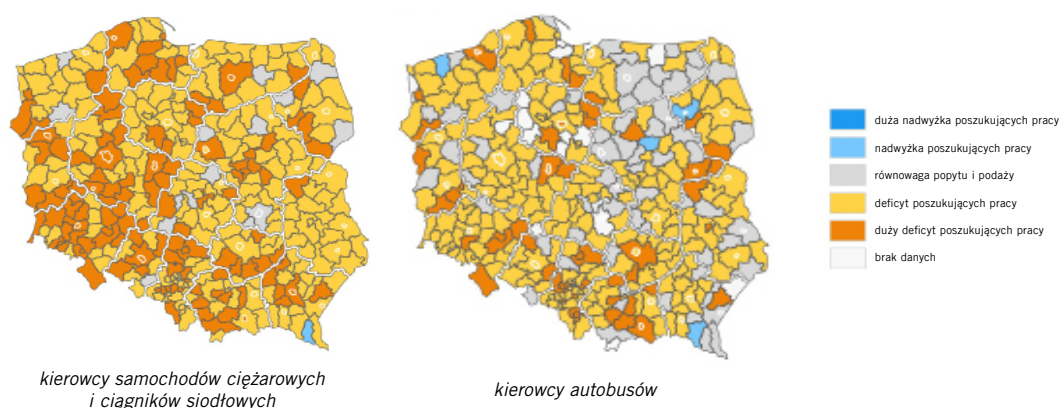 duża nadwyżka poszukujących pracy
nadwyżka poszukujących pracy
równowaga popytu i podaży
deficyt poszukujących pracy
duży deficyt poszukujących pracy
brak danych
kierowcy samochodów ciężarowych
i ciągników siodłowych
kierowcy autobusów